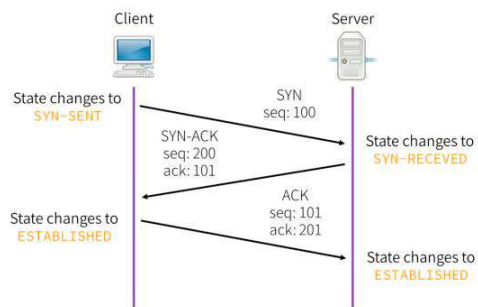 Client
Server
State changes to
SYN-SENT
SYN
seq: 100
SYN-ACK
seq: 200
ack: 101
State changes to
SYN-RECEVED
ACK
seq: 101
ack: 201
State changes to
ESTABLISHED
State changes to
ESTABLISHED